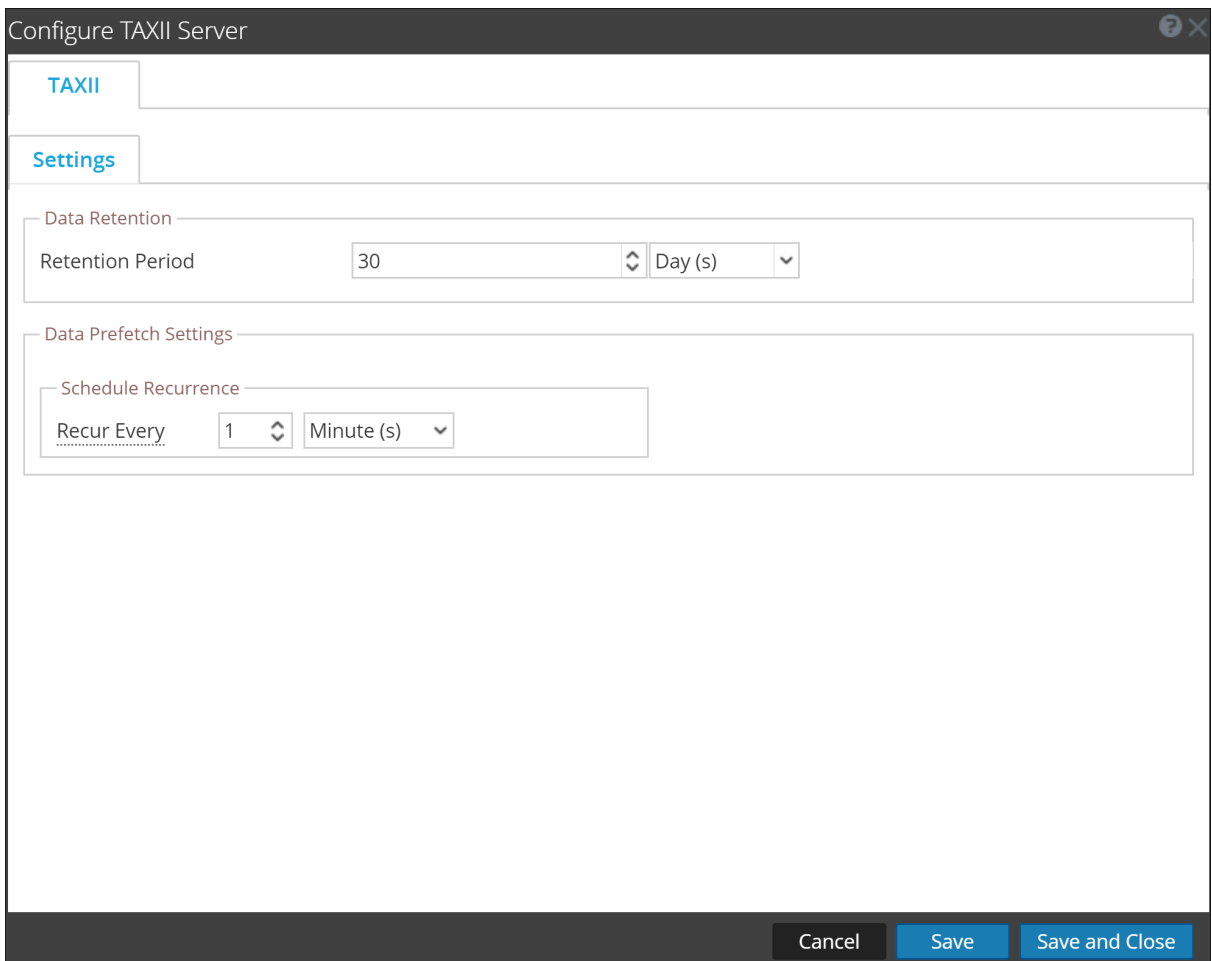 Configure TAXII Server
TAXII
Settings
Data Retention
Retention Period 30 Day (s)
Data Prefetch Settings
Schedule Recurrence
Recur Every 1 Minute (s)
Cancel Save Save and Close